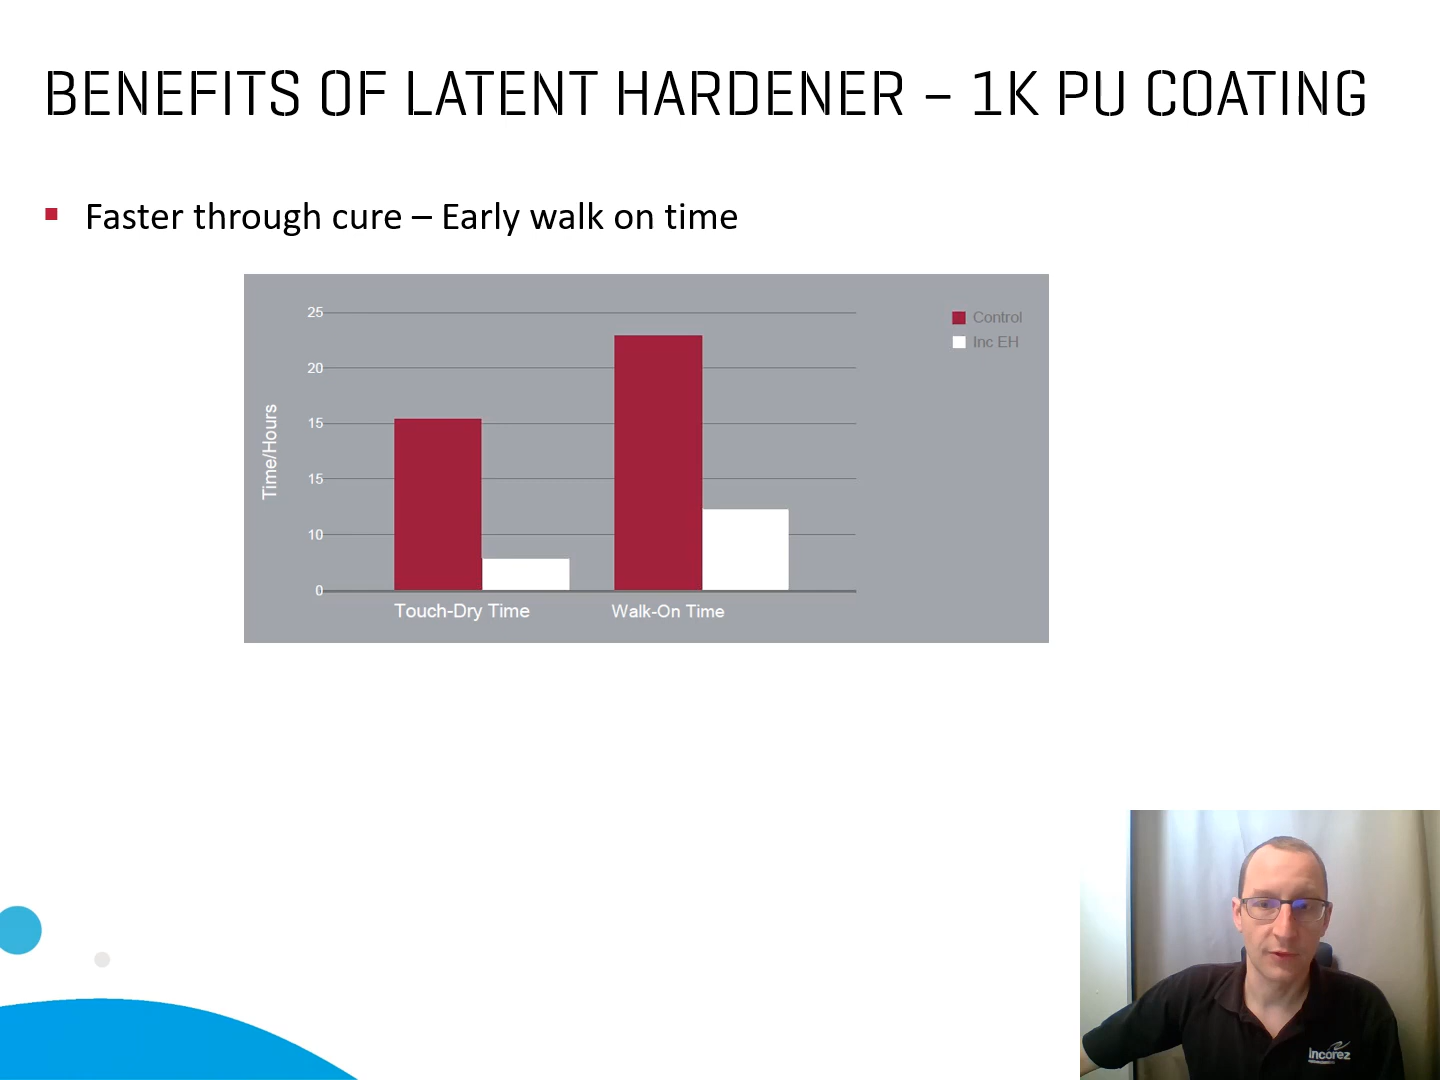 BENEFITS OF LATENT HARDENER – 1K PU COATING
▪ Faster through cure – Early walk on time
25
20
15
15
10
0
Time/Hours
Touch-Dry Time
Walk-On Time
Control
Inc EH
incorez